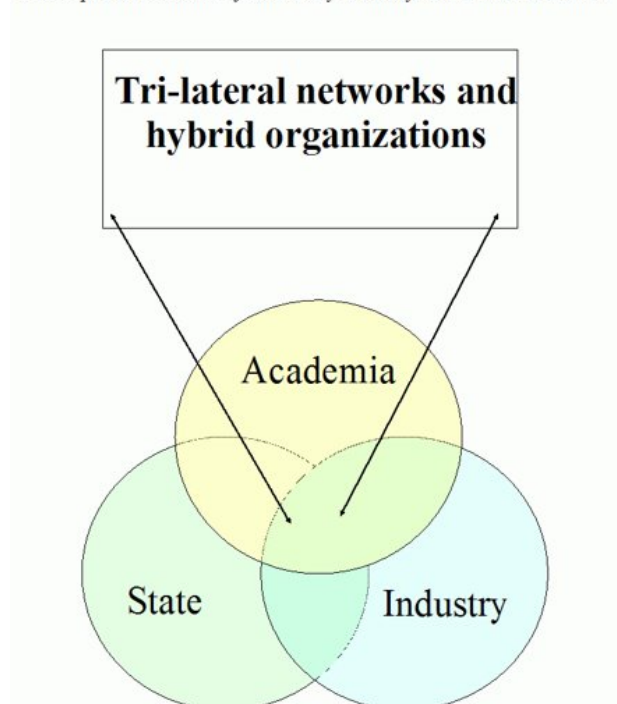 Tri-lateral networks and
hybrid organizations
Academia
State
Industry